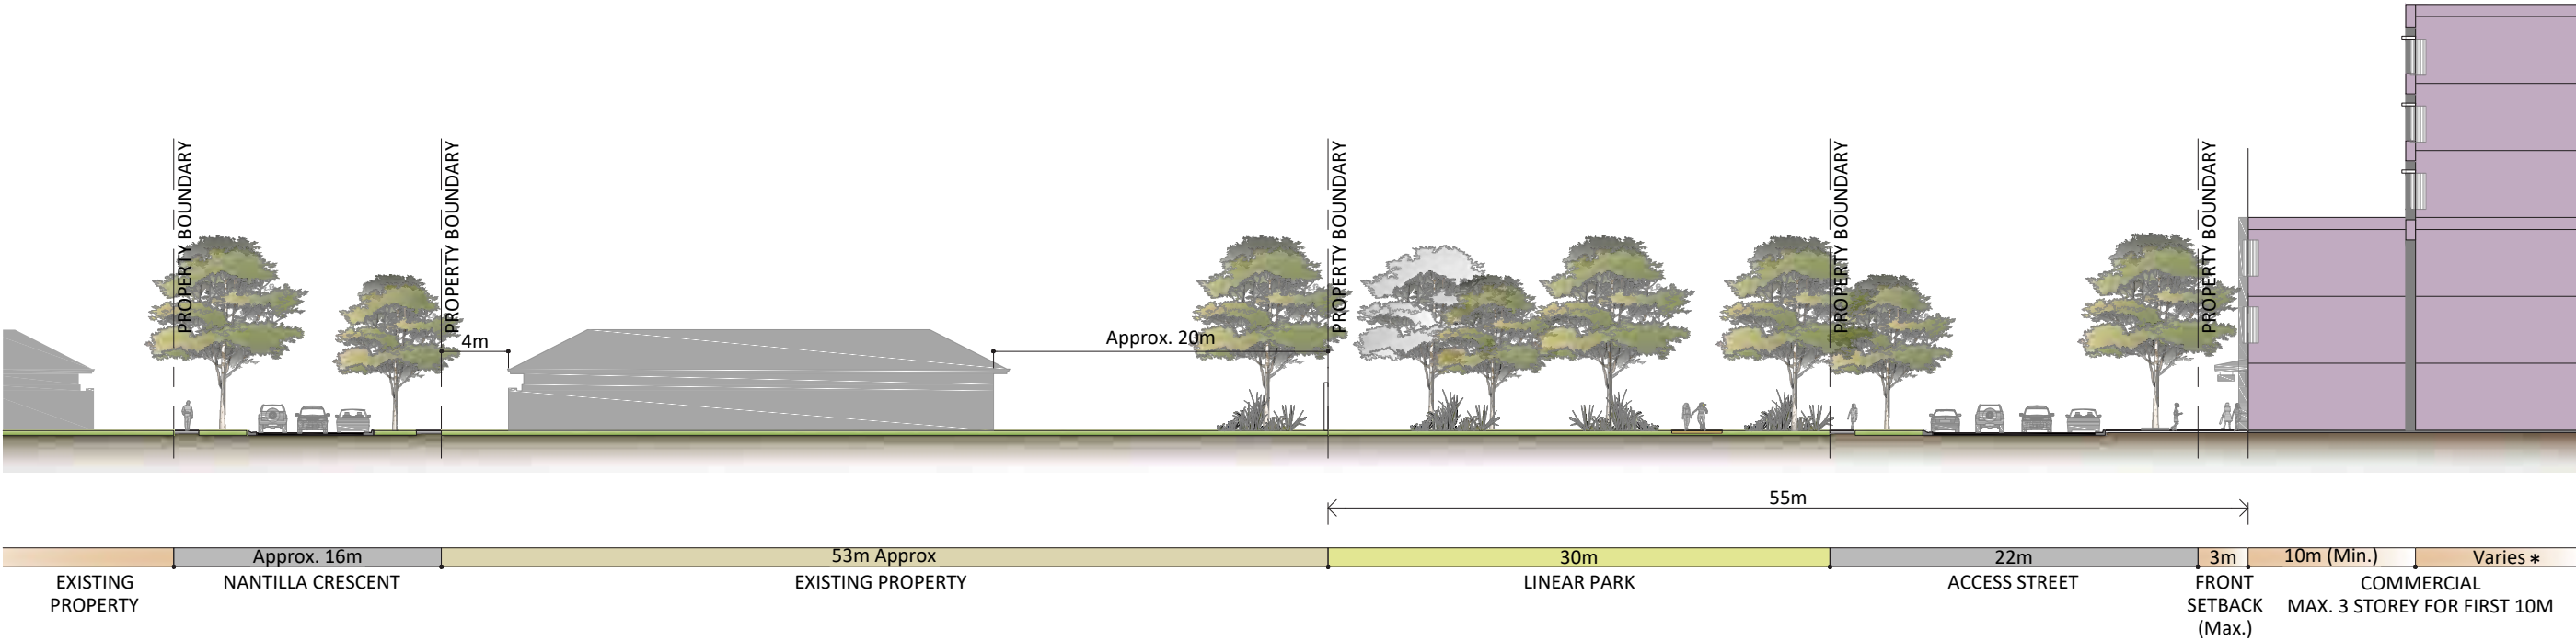 PROPERTY BOUNDARY
PROPERTY BOUNDARY
PROPERTY BOUNDARY
PROPERTY BOUNDARY
PROPERTY BOUNDARY
4m
Approx. 20m
55m
Approx. 16m
53m Approx
30m
22m
3m
10m (Min.)
Varies *
EXISTING
PROPERTY
NANTILLA CRESCENT
EXISTING PROPERTY
LINEAR PARK
ACCESS STREET
FRONT
SETBACK
(Max.)
COMMERCIAL
MAX. 3 STOREY FOR FIRST 10M